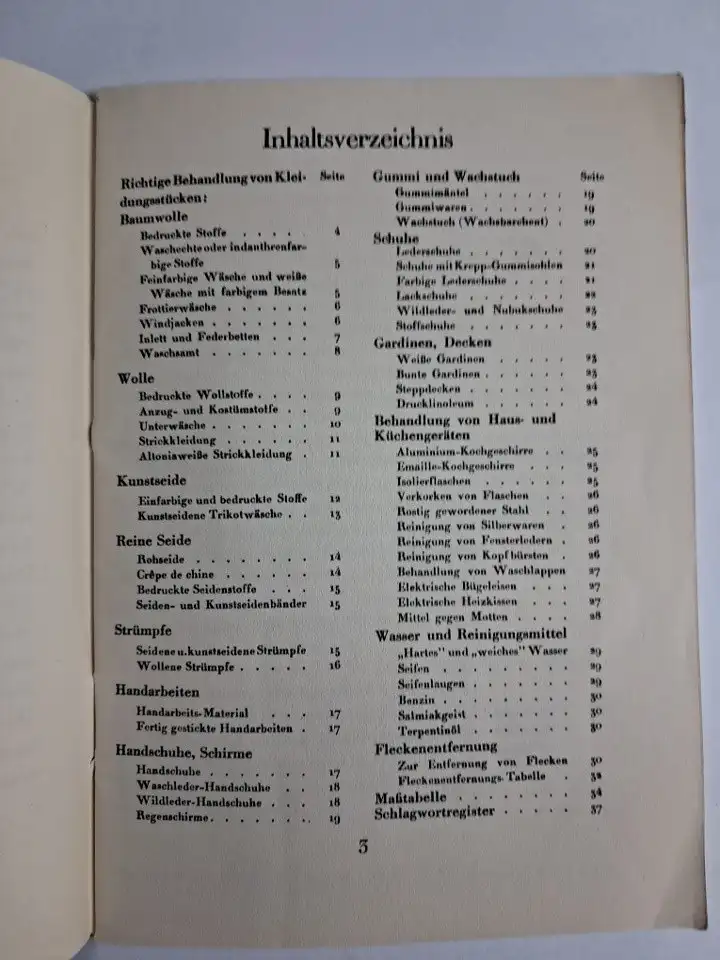 Inhaltsverzeichnis
Richtige Behandlung von Klei- Seite
dungsstücken:
Baumwolle
Bedruckte Stoffe . . . . . 4
Waschechte oder indanthrenfar-
bige Stoffe 5
Feinfarbige Wäsche und weiße
Wäsche mit farbigem Besatz 5
Frottierwäsche . . . . . . 6
Windjacken . . . . . . . 6
Inlett und Federbetten . . . 7
Waschsamt . . . . . . . 8
Wolle
Bedruckte Wollstoffe . . . . 9
Anzug- und Kostümstoffe . . 9
Unterwäsche . . . . . . . 10
Strickkleidung . . . . . . 11
Altoniaweiße Strickkleidung . 11
Kunstseide
Einfarbige und bedruckte Stoffe 12
Kunstseidene Trikotwäsche . . 13
Reine Seide
Rohseide . . . . . . . . 14
Crêpe de chine . . . . . . 14
Bedruckte Seidenstoffe . . . 15
Seiden- und Kunstseidenbänder 15
Strümpfe
Seidene u. kunstseidene Strümpfe 15
Wollene Strümpfe . . . . . 16
Handarbeiten
Handarbeits-Material . . . 17
Fertig gestickte Handarbeiten . 17
Handschuhe, Schirme
Handschuhe . . . . . . . 17
Waschleder-Handschuhe . . 18
Wildleder-Handschuhe . . . 18
Regenschirme . . . . . . . 19
Gummi und Wachstuch Seite
Gummimäntel . . . . . . 19
Gummiwaren . . . . . . . 19
Wachstuch (Wachsbarchent) . 20
Schuhe
Lederschuhe . . . . . . . 20
Schuhe mit Krepp-Gummisohlen 21
Farbige Lederschuhe . . . . 21
Lackschuhe . . . . . . . 22
Wildleder- und Nubukschuhe 23
Stoffschuhe . . . . . . . 23
Gardinen, Decken
Weiße Gardinen . . . . . 23
Bunte Gardinen . . . . . . 23
Steppdecken . . . . . . . 24
Drucklinoleum . . . . . . 24
Behandlung von Haus- und
Küchengeräten
Aluminium-Kochgeschirre . . 25
Emaille-Kochgeschirre . . . 25
Isolierflaschen . . . . . . 25
Verkorken von Flaschen . . 26
Rostig gewordener Stahl . . 26
Reinigung von Silberwaren . 26
Reinigung von Fensterledern . 26
Reinigung von Kopfbürsten . 26
Behandlung von Waschlappen 27
Elektrische Bügeleisen . . . 27
Elektrische Heizkissen . . . 27
Mittel gegen Motten . . . . 28
Wasser und Reinigungsmittel
„Hartes" und „weiches" Wasser 29
Seifen . . . . . . . . . 29
Seifenlaugen . . . . . . . 29
Benzin . . . . . . . . . 30
Salmiakgeist . . . . . . . 30
Terpentinöl . . . . . . . 30
Fleckenentfernung
Zur Entfernung von Flecken 30
Fleckenentfernungs-Tabelle . 32
Maßtabelle . . . . . . . . 34
Schlagwortregister . . . . . 37
3